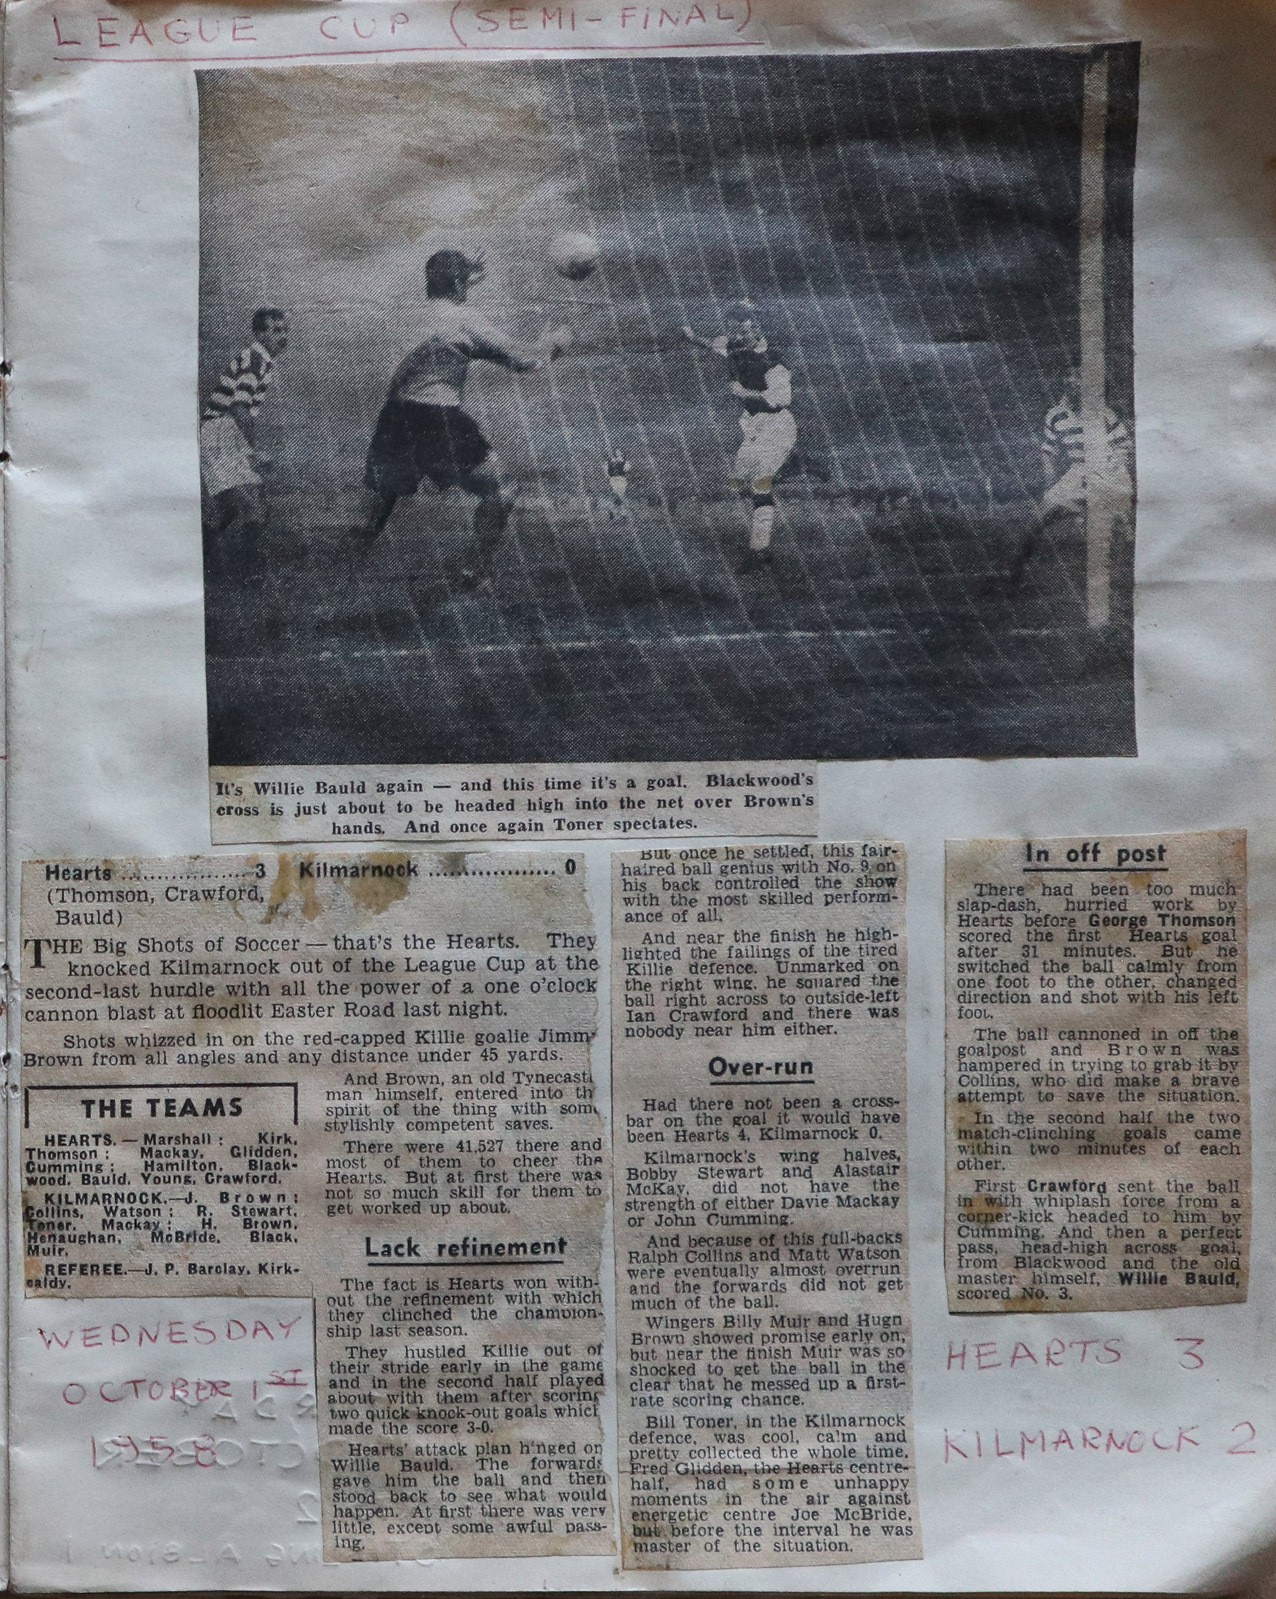 LEAGUE CUP (SEMI-FINAL)
It's Willie Bauld again — and this time it's a goal. Blackwood's
cross is just about to be headed high into the net over Brown's
hands. And once again Toner spectates.
Hearts .................. 3 Kilmarnock .................. 0
(Thomson, Crawford,
Bauld)
THE Big Shots of Soccer — that's the Hearts. They
knocked Kilmarnock out of the League Cup at the
second-last hurdle with all the power of a one o'clock
cannon blast at floodlit Easter Road last night.
Shots whizzed in on the red-capped Killie goalie Jimmy
Brown from all angles and any distance under 45 yards.
THE TEAMS
HEARTS. — Marshall : Kirk,
Thomson : Mackay, Glidden,
Cumming : Hamilton, Black-
wood, Bauld, Young, Crawford.
KILMARNOCK.—J. Brown :
Collins, Watson : R. Stewart,
Toner, Mackay : H. Brown,
Henaughan, McBride, Black,
Muir.
REFEREE.—J. P. Barclay, Kirk-
caldy.
WEDNESDAY
OCTOBER 1ST
1958
And Brown, an old Tynecastl
man himself, entered into th
spirit of the thing with som
stylishly competent saves.
There were 41,527 there and
most of them to cheer the
Hearts. But at first there was
not so much skill for them to
get worked up about.
Lack refinement
The fact is Hearts won with-
out the refinement with which
they clinched the champion-
ship last season.
They hustled Killie out of
their stride early in the game
and in the second half played
about with them after scoring
two quick knock-out goals which
made the score 3-0.
Hearts' attack plan hinged on
Willie Bauld. The forwards
gave him the ball and then
stood back to see what would
happen. At first there was very
little, except some awful pass-
ing.
But once he settled, this fair-
haired ball genius with No. 9 on
his back controlled the show
with the most skilled perform-
ance of all.
And near the finish he high-
lighted the failings of the tired
Killie defence. Unmarked on
the right wing, he squared the
ball right across to outside-left
Ian Crawford and there was
nobody near him either.
Over-run
Had there not been a cross-
bar on the goal it would have
been Hearts 4, Kilmarnock 0.
Kilmarnock's wing halves,
Bobby Stewart and Alastair
McKay, did not have the
strength of either Davie Mackay
or John Cumming.
And because of this full-backs
Ralph Collins and Matt Watson
were eventually almost overrun
and the forwards did not get
much of the ball.
Wingers Billy Muir and Hugh
Brown showed promise early on,
but near the finish Muir was so
shocked to get the ball in the
clear that he messed up a first-
rate scoring chance.
Bill Toner, in the Kilmarnock
defence, was cool, calm and
pretty collected the whole time.
Fred Glidden, the Hearts centre-
half, had some unhappy
moments in the air against
energetic centre Joe McBride,
but before the interval he was
master of the situation.
In off post
There had been too much
slap-dash, hurried work by
Hearts before George Thomson
scored the first Hearts goal
after 31 minutes. But he
switched the ball calmly from
one foot to the other, changed
direction and shot with his left
foot.
The ball cannoned in off the
goalpost and Brown was
hampered in trying to grab it by
Collins, who did make a brave
attempt to save the situation.
In the second half the two
match-clinching goals came
within two minutes of each
other.
First Crawford sent the ball
in with whiplash force from a
corner-kick headed to him by
Cumming. And then a perfect
pass, head-high across goal,
from Blackwood and the old
master himself, Willie Bauld,
scored No. 3.
HEARTS 3
KILMARNOCK 2